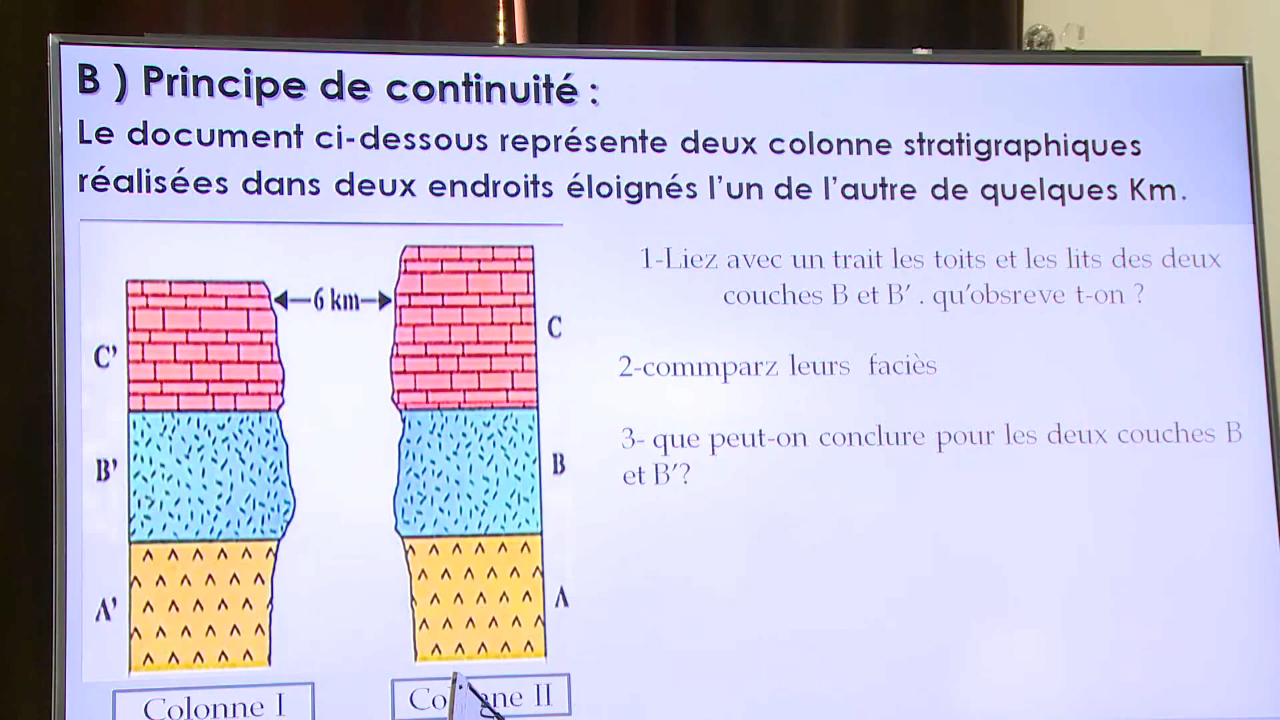 B ) Principe de continuité :
Le document ci-dessous représente deux colonne stratigraphiques
réalisées dans deux endroits éloignés l'un de l'autre de quelques Km.
1-Liez avec un trait les toits et les lits des deux
couches B et B' . qu'obsreve t-on ?
2-commparz leurs faciès
3- que peut-on conclure pour les deux couches B
et B'?
6 km
C'
C
B'
B
A'
A
Colonne I
II